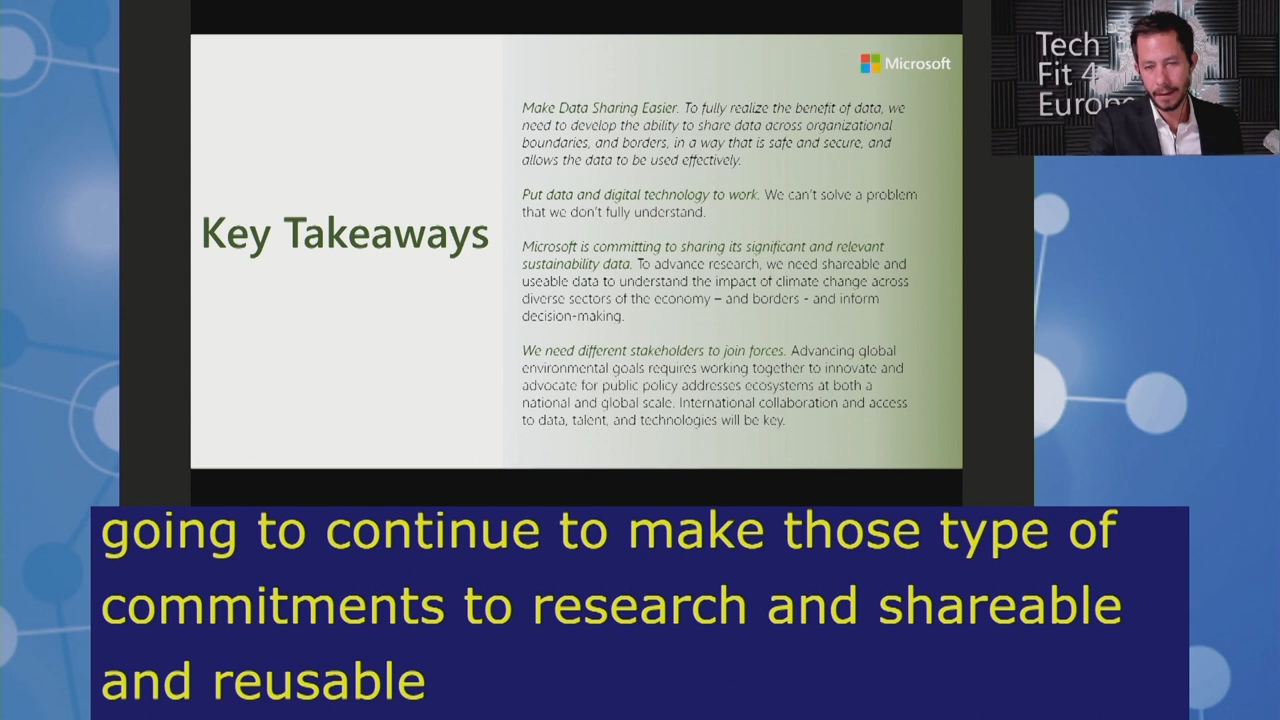 Microsoft
Tech
Fit 4
Europe
Key Takeaways
Make Data Sharing Easier. To fully realize the benefit of data, we
need to develop the ability to share data across organizational
boundaries, and borders, in a way that is safe and secure, and
allows the data to be used effectively.
Put data and digital technology to work. We can't solve a problem
that we don't fully understand.
Microsoft is committing to sharing its significant and relevant
sustainability data. To advance research, we need shareable and
useable data to understand the impact of climate change across
diverse sectors of the economy – and borders - and inform
decision-making.
We need different stakeholders to join forces. Advancing global
environmental goals requires working together to innovate and
advocate for public policy addresses ecosystems at both a
national and global scale. International collaboration and access
to data, talent, and technologies will be key.
going to continue to make those type of
commitments to research and shareable
and reusable